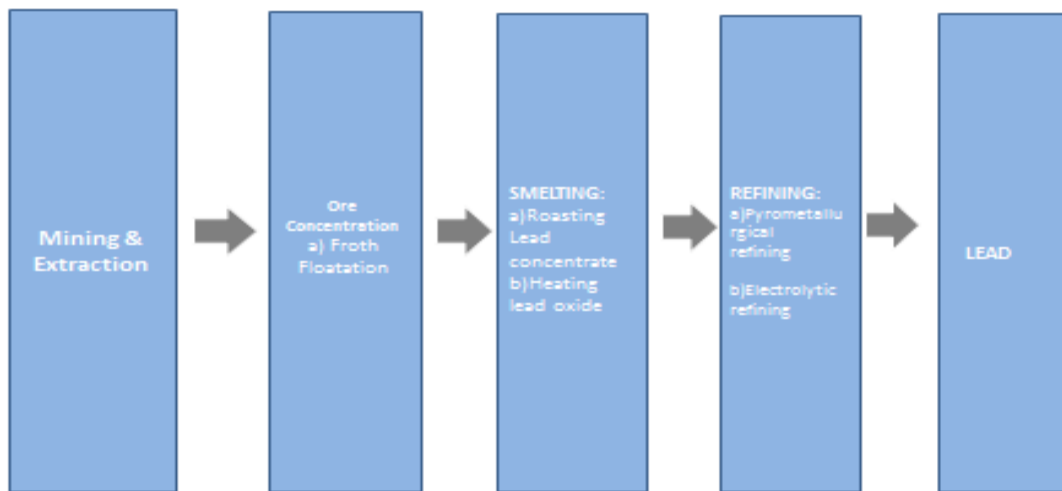 Mining &
Extraction
Ore
Concentration
a) Froth
Floatation
SMELTING:
a)Roasting
Lead
concentrate
b)Heating
lead oxide
REFINING:
a)Pyrometallu
rgical
refining
b)Electrolytic
refining
LEAD